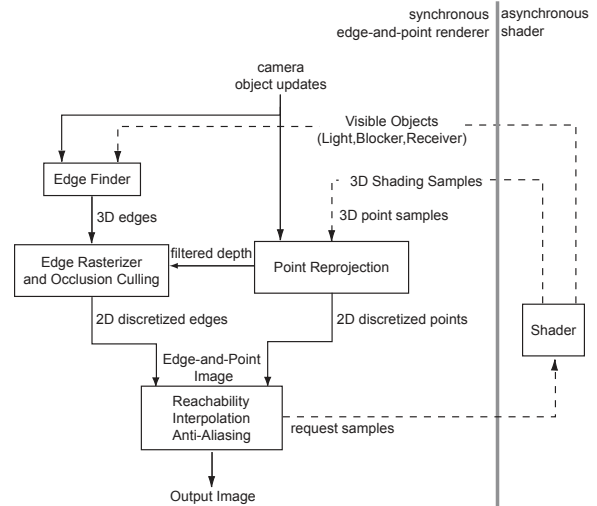 synchronous
edge-and-point renderer
asynchronous
shader
camera
object updates
Visible Objects
(Light,Blocker,Receiver)
Edge Finder
3D Shading Samples
3D edges
3D point samples
Edge Rasterizer
and Occlusion Culling
filtered depth
Point Reprojection
2D discretized edges
2D discretized points
Shader
Edge-and-Point
Image
Reachability
Interpolation
Anti-Aliasing
request samples
Output Image